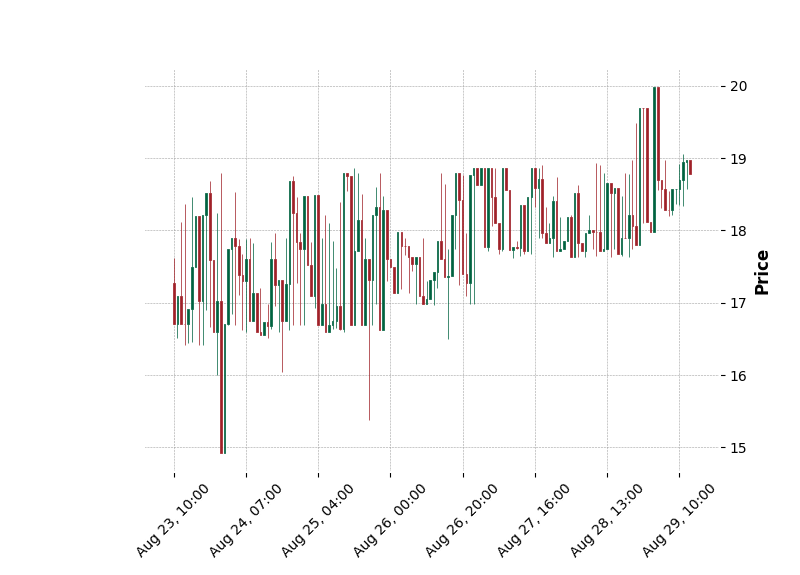 20
19
18
17
16
15
Price
Aug 23, 10:00
Aug 24, 07:00
Aug 25, 04:00
Aug 26, 00:00
Aug 26, 20:00
Aug 27, 16:00
Aug 28, 13:00
Aug 29, 10:00